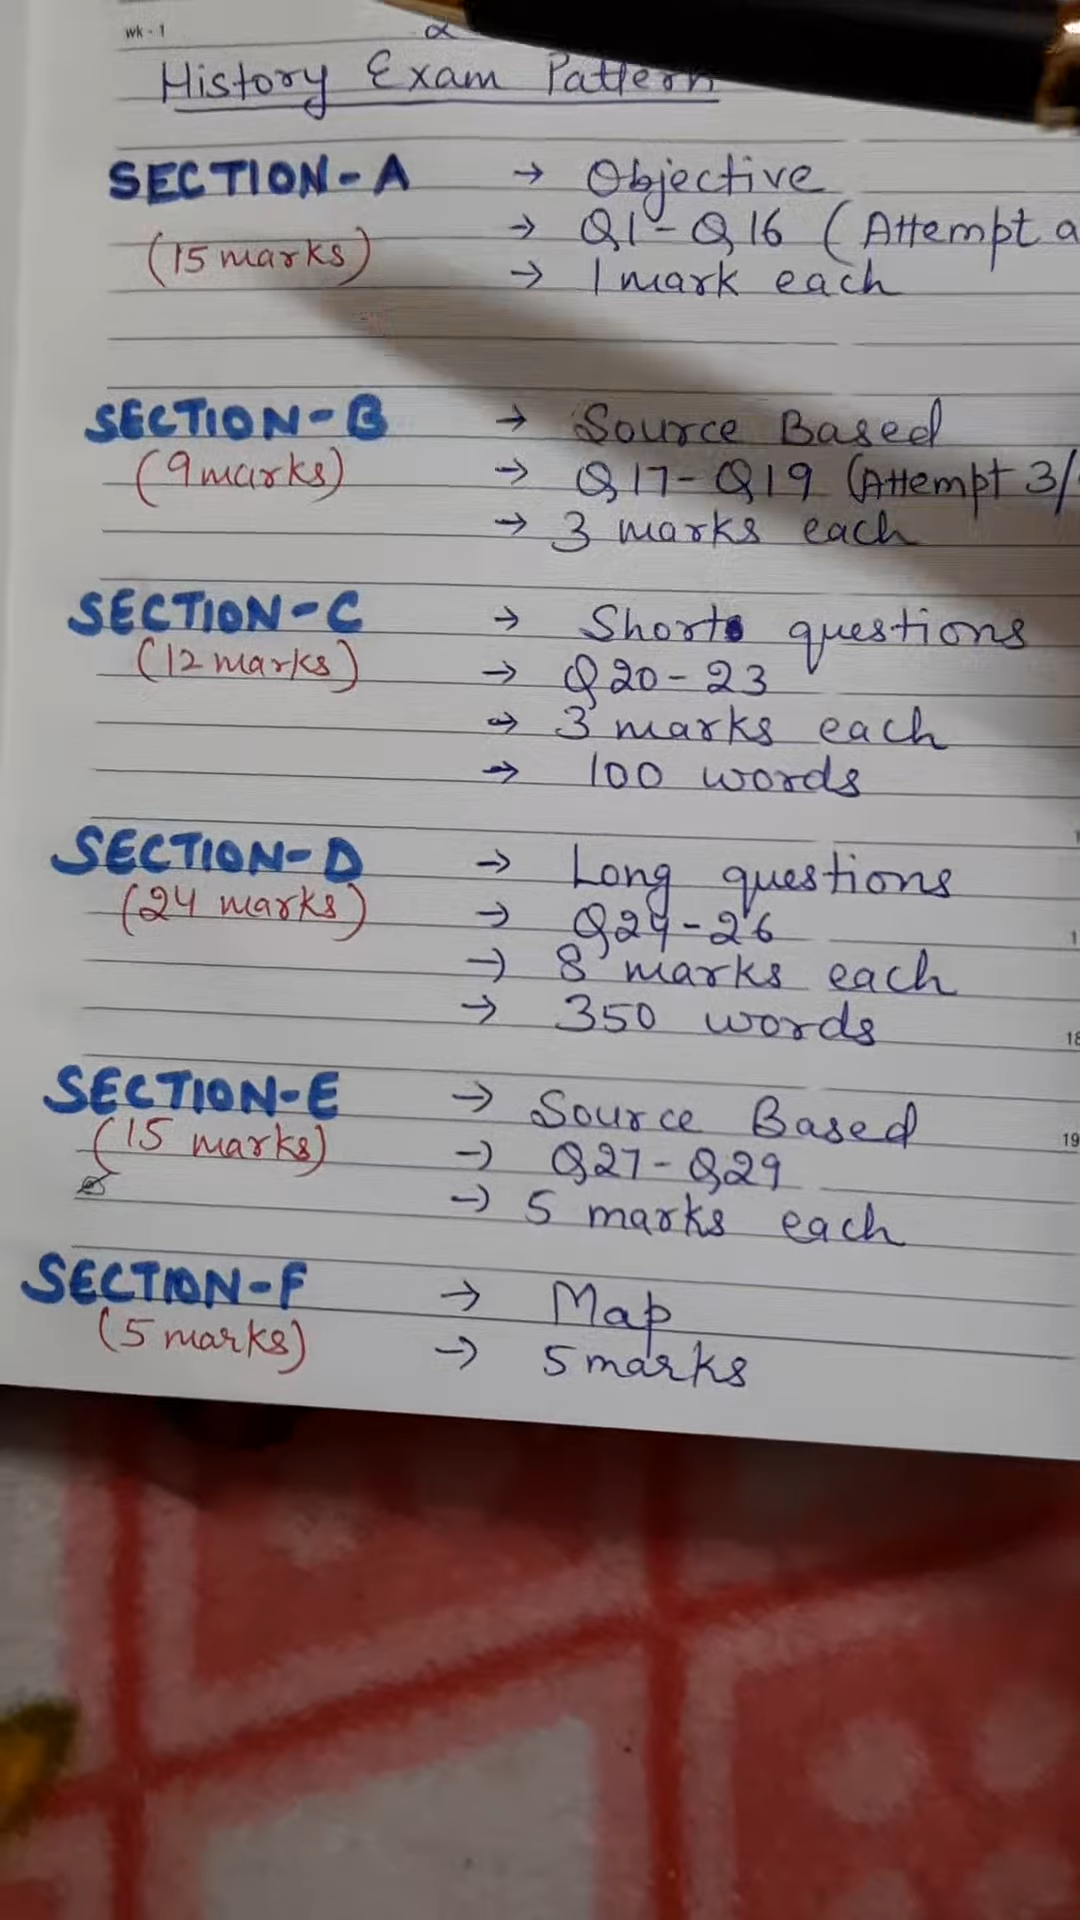 wk - 1
History Exam Pattern
SECTION-A → Objective
(15 marks) → Q1-Q16 (Attempt a
→ 1 mark each
SECTION-B → Source Based
(9 marks) → Q17-Q19 (Attempt 3/
→ 3 marks each
SECTION-C → Shorts questions
(12 marks) → Q20-23
→ 3 marks each
→ 100 words
SECTION-D → Long questions
(24 marks) → Q24-26
→ 8 marks each
→ 350 words
18
SECTION-E → Source Based
19
(15 marks) → Q27-Q29
→ 5 marks each
SECTION-F → Map
(5 marks) → 5 marks